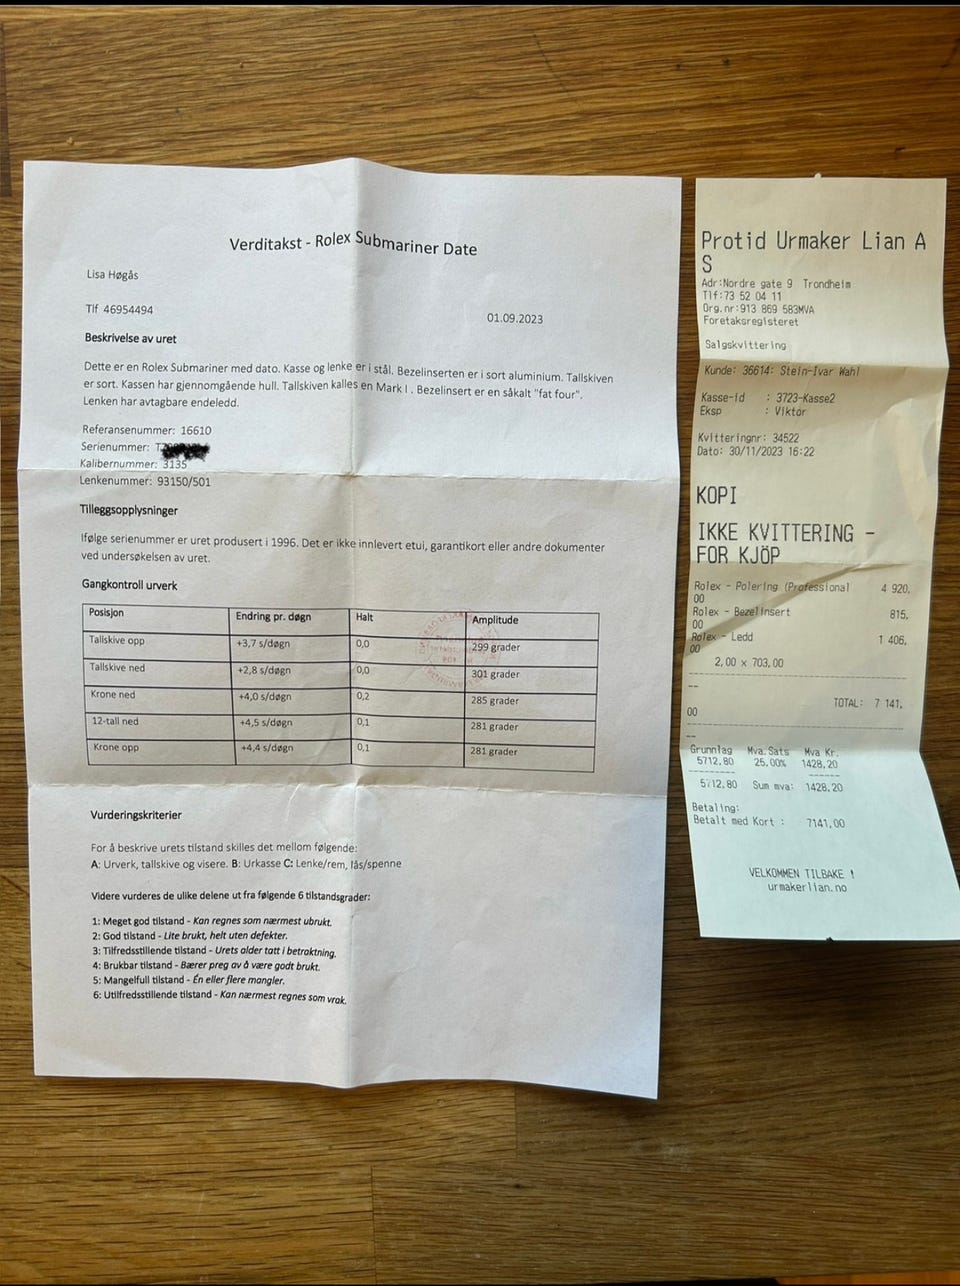 Verditakst - Rolex Submariner Date
Lisa Høgås
Tlf 46954494
01.09.2023
Beskrivelse av uret
Dette er en Rolex Submariner med dato. Kasse og lenke er i stål. Bezelinserten er i sort aluminium. Tallskiven
er sort. Kassen har gjennomgående hull. Tallskiven kalles en Mark I . Bezelinsert er en såkalt "fat four".
Lenken har avtagbare endeledd.
Referansenummer: 16610
Serienummer:
Kalibernummer: 3135
Lenkenummer: 93150/501
Tilleggsopplysninger
Ifølge serienummer er uret produsert i 1996. Det er ikke innlevert etui, garantikort eller andre dokumenter
ved undersøkelsen av uret.
Gangkontroll urverk
Posisjon Endring pr. døgn Halt Amplitude
Tallskive opp +3,7 s/døgn 0,0 299 grader
Tallskive ned +2,8 s/døgn 0,0 301 grader
Krone ned +4,0 s/døgn 0,2 285 grader
12-tall ned +4,5 s/døgn 0,1 281 grader
Krone opp +4,4 s/døgn 0,1 281 grader
Vurderingskriterier
For å beskrive urets tilstand skilles det mellom følgende:
A: Urverk, tallskive og visere. B: Urkasse C: Lenke/rem, lås/spenne
Videre vurderes de ulike delene ut fra følgende 6 tilstandsgrader:
1: Meget god tilstand - Kan regnes som nærmest ubrukt.
2: God tilstand - Lite brukt, helt uten defekter.
3: Tilfredsstillende tilstand - Urets alder tatt i betraktning.
4: Brukbar tilstand - Bærer preg av å være godt brukt.
5: Mangelfull tilstand - Én eller flere mangler.
6: Utilfredsstillende tilstand - Kan nærmest regnes som vrak.
Protid Urmaker Lian A
S
Adr:Nordre gate 9 Trondheim
Tlf:73 52 04 11
Org.nr:913 869 583MVA
Foretaksregisteret
Salgskvittering
Kunde: 36614: Stein-Ivar Wahl
Kasse-id : 3723-Kasse2
Eksp : Viktor
Kvitteringnr: 34522
Dato: 30/11/2023 16:22
KOPI
IKKE KVITTERING -
FOR KJÖP
Rolex - Polering (Professional 4 920,
00
Rolex - Bezelinsert 815,
00
Rolex - Ledd 1 406,
00
2,00 x 703,00
--
TOTAL: 7 141,
00
--
Grunnlag Mva.Sats Mva Kr.
5712,80 25,00% 1428,20
5712,80 Sum mva: 1428,20
Betaling:
Betalt med Kort : 7141,00
VELKOMMEN TILBAKE !
urmakerlian.no